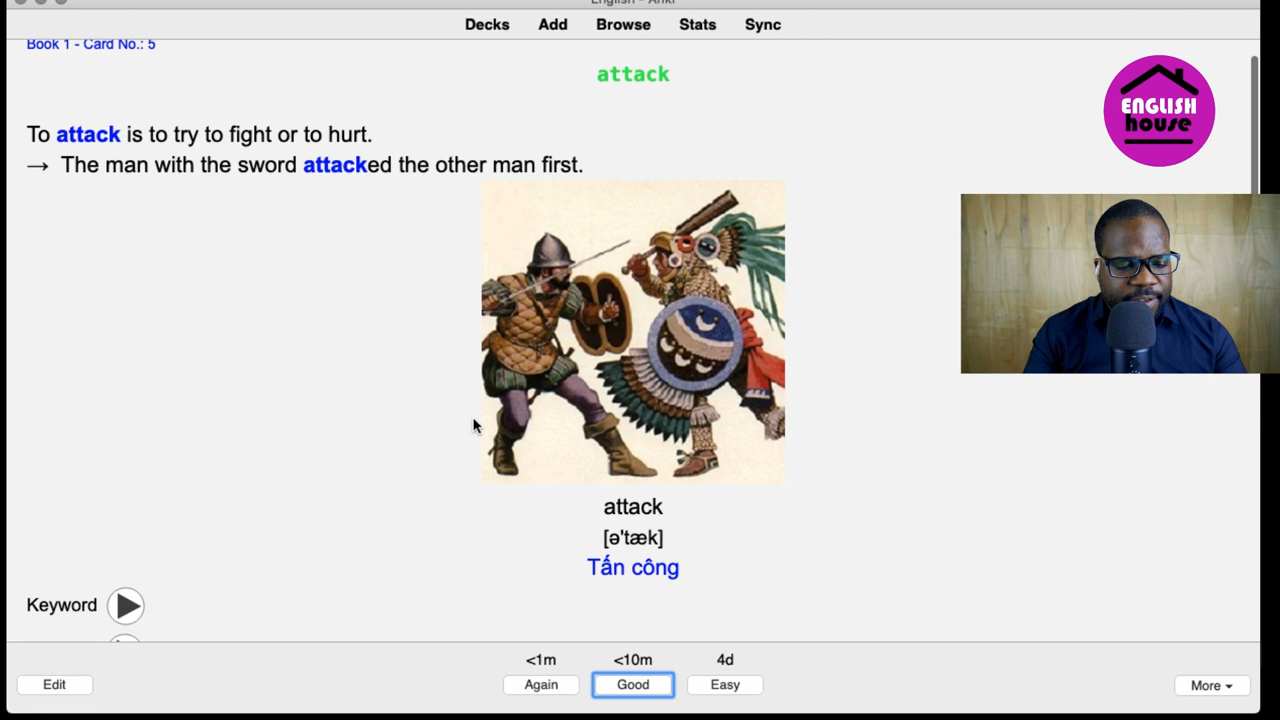 English - Anki
Decks Add Browse Stats Sync
Book 1 - Card No.: 5
attack
ENGLISH
house
To attack is to try to fight or to hurt.
→ The man with the sword attacked the other man first.
attack
[ə'tæk]
Tấn công
Keyword
<1m <10m 4d
Edit Again Good Easy More